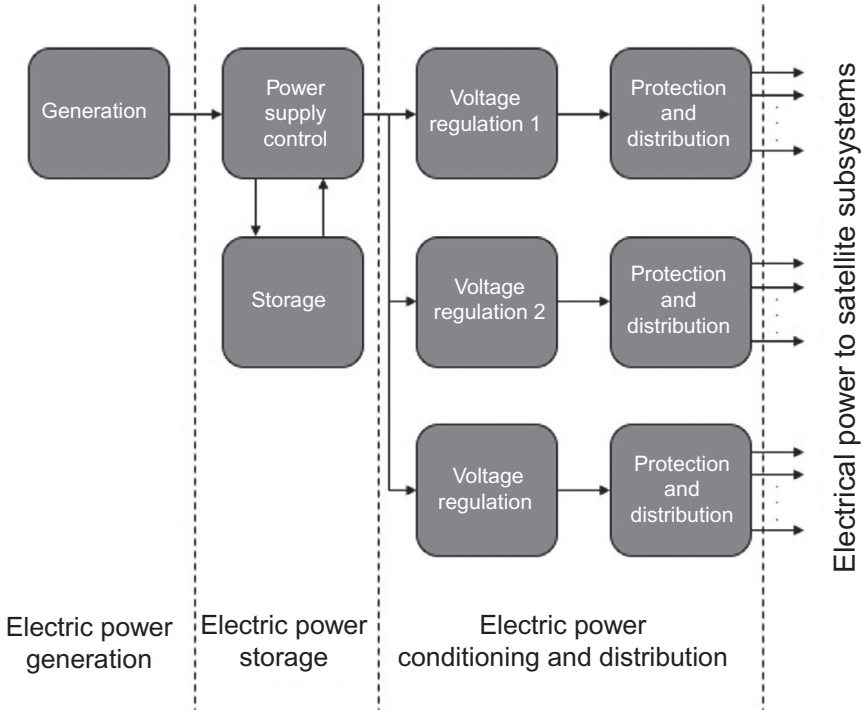 Generation
Power
supply
control
Voltage
regulation 1
Protection
and
distribution
Storage
Voltage
regulation 2
Protection
and
distribution
Voltage
regulation
Protection
and
distribution
Electrical power to satellite subsystems
Electric power
generation
Electric power
storage
Electric power
conditioning and distribution